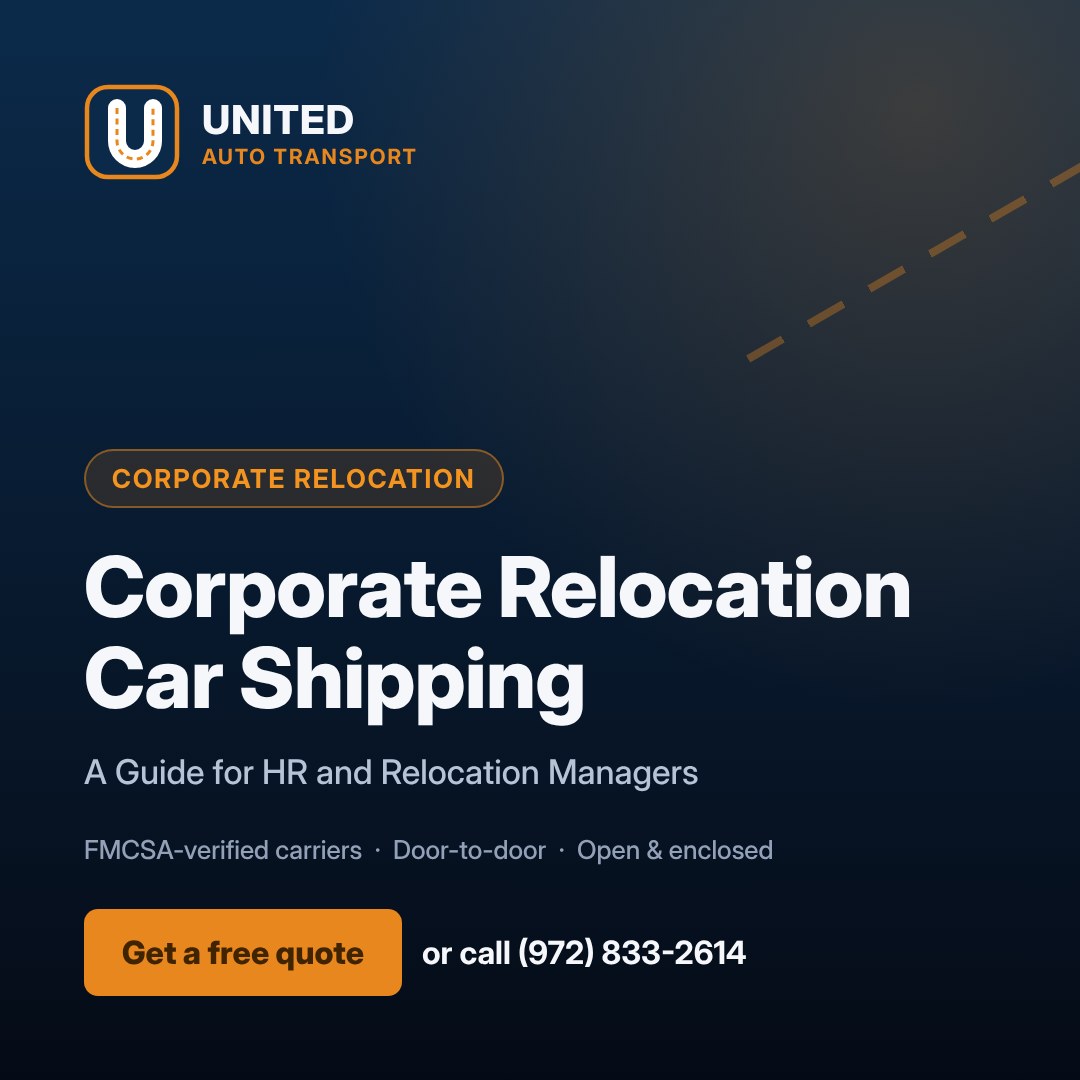 UNITED
AUTO TRANSPORT
CORPORATE RELOCATION
Corporate Relocation
Car Shipping
A Guide for HR and Relocation Managers
FMCSA-verified carriers · Door-to-door · Open & enclosed
Get a free quote or call (972) 833-2614